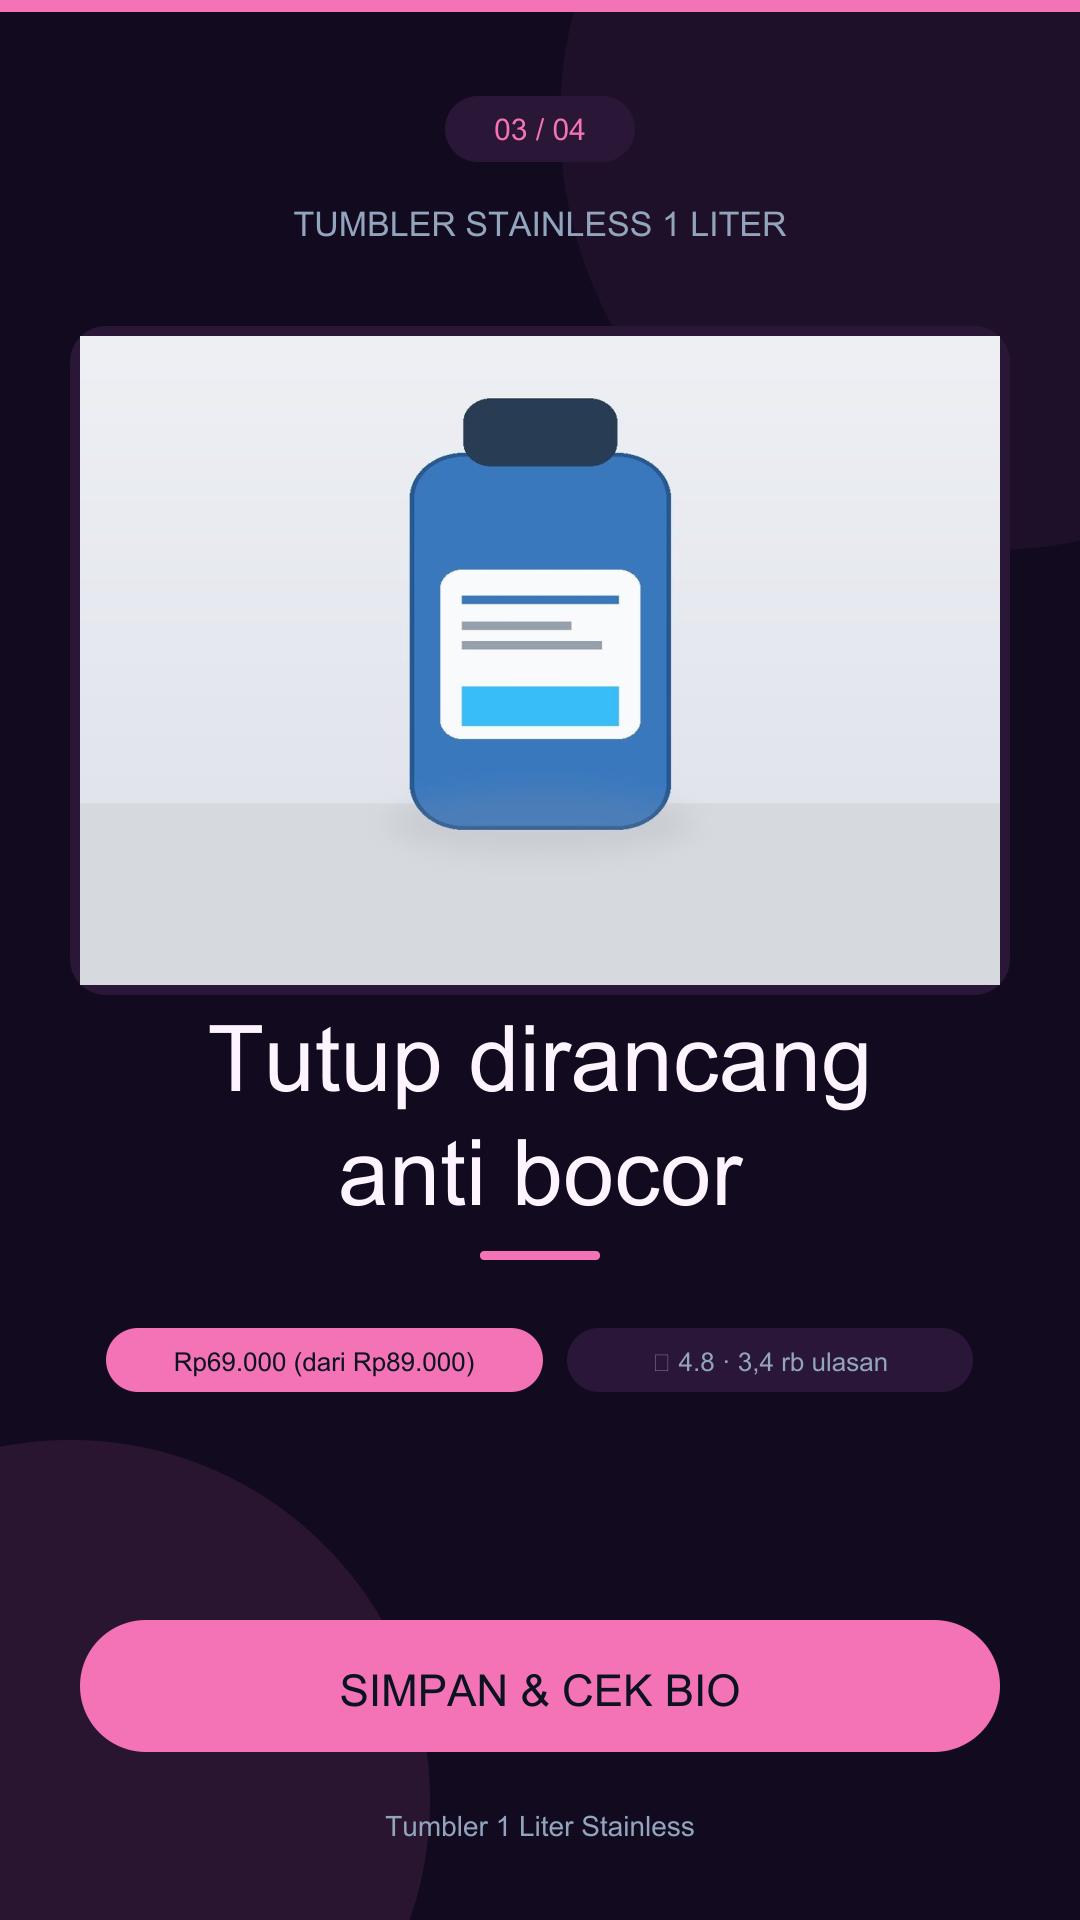 03 / 04
TUMBLER STAINLESS 1 LITER
Tutup dirancang
anti bocor
Rp69.000 (dari Rp89.000)
4.8 · 3,4 rb ulasan
SIMPAN & CEK BIO
Tumbler 1 Liter Stainless